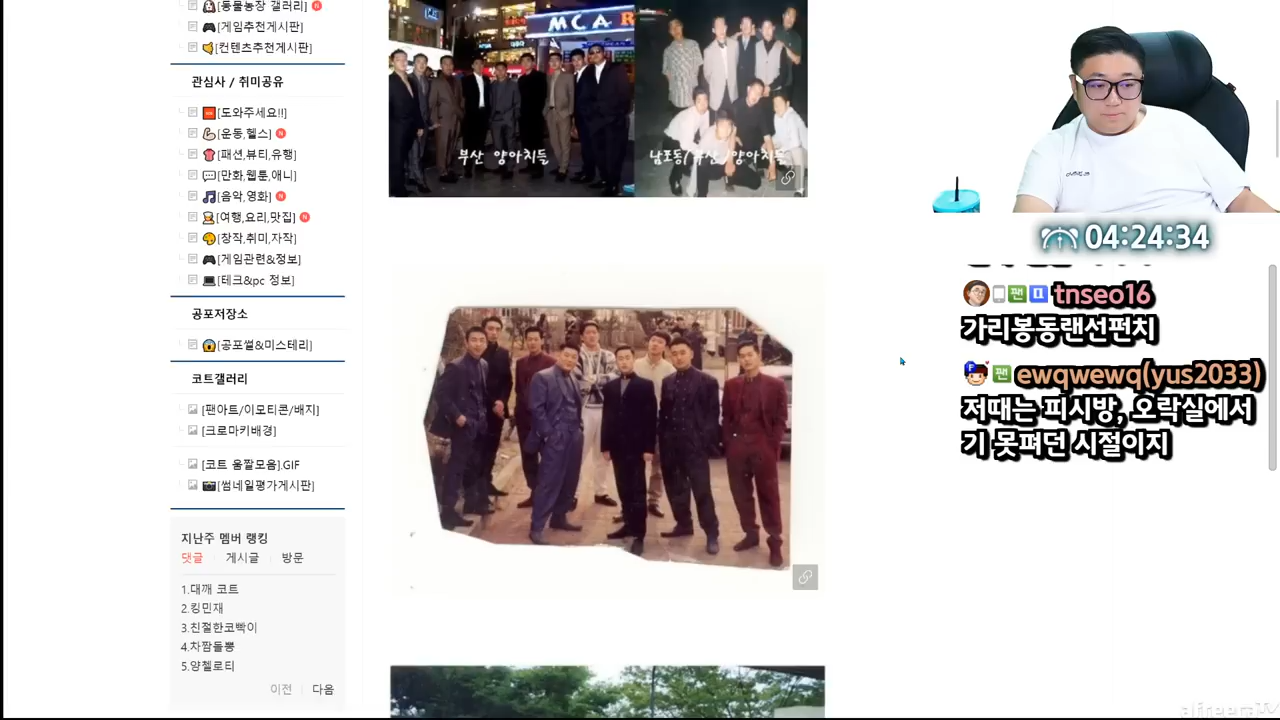 [동물농장 갤러리]
[게임추천게시판]
[컨텐츠추천게시판]
관심사 / 취미공유
[도와주세요!!]
[운동,헬스]
[패션,뷰티,유행]
[만화,웹툰,애니]
[음악,영화]
[여행,요리,맛집]
[창작,취미,자작]
[게임관련&정보]
[테크&pc 정보]
공포저장소
[공포썰&미스테리]
코트갤러리
[팬아트/이모티콘/배지]
[크로마키배경]
[코트 움짤모음].GIF
[썸네일평가게시판]
지난주 멤버 랭킹
댓글 게시글 방문
1.대깨 코트
2.킹민재
3.친절한코빡이
4.차짬돌뽕
5.양첼로티
이전 다음
MCAR
부산 양아치들
남포동/부산/양아치들
04:24:34
팬 tnseo16
가리봉동랜선펀치
팬 ewqwewq(yus2033)
저때는 피시방, 오락실에서
기 못펴던 시절이지
afreecaTV